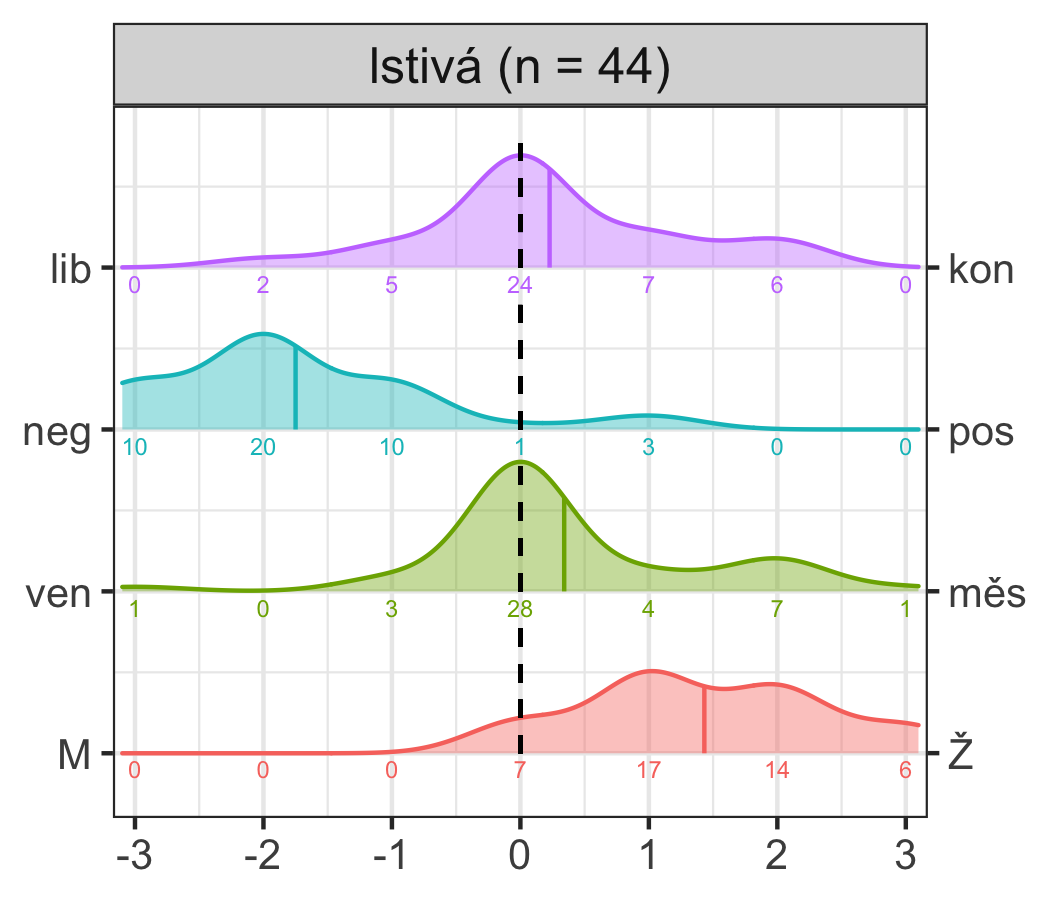 lstivá (n = 44)
lib kon
0 2 5 24 7 6 0
neg pos
10 20 10 1 3 0 0
ven měs
1 0 3 28 4 7 1
M Ž
0 0 0 7 17 14 6
-3 -2 -1 0 1 2 3